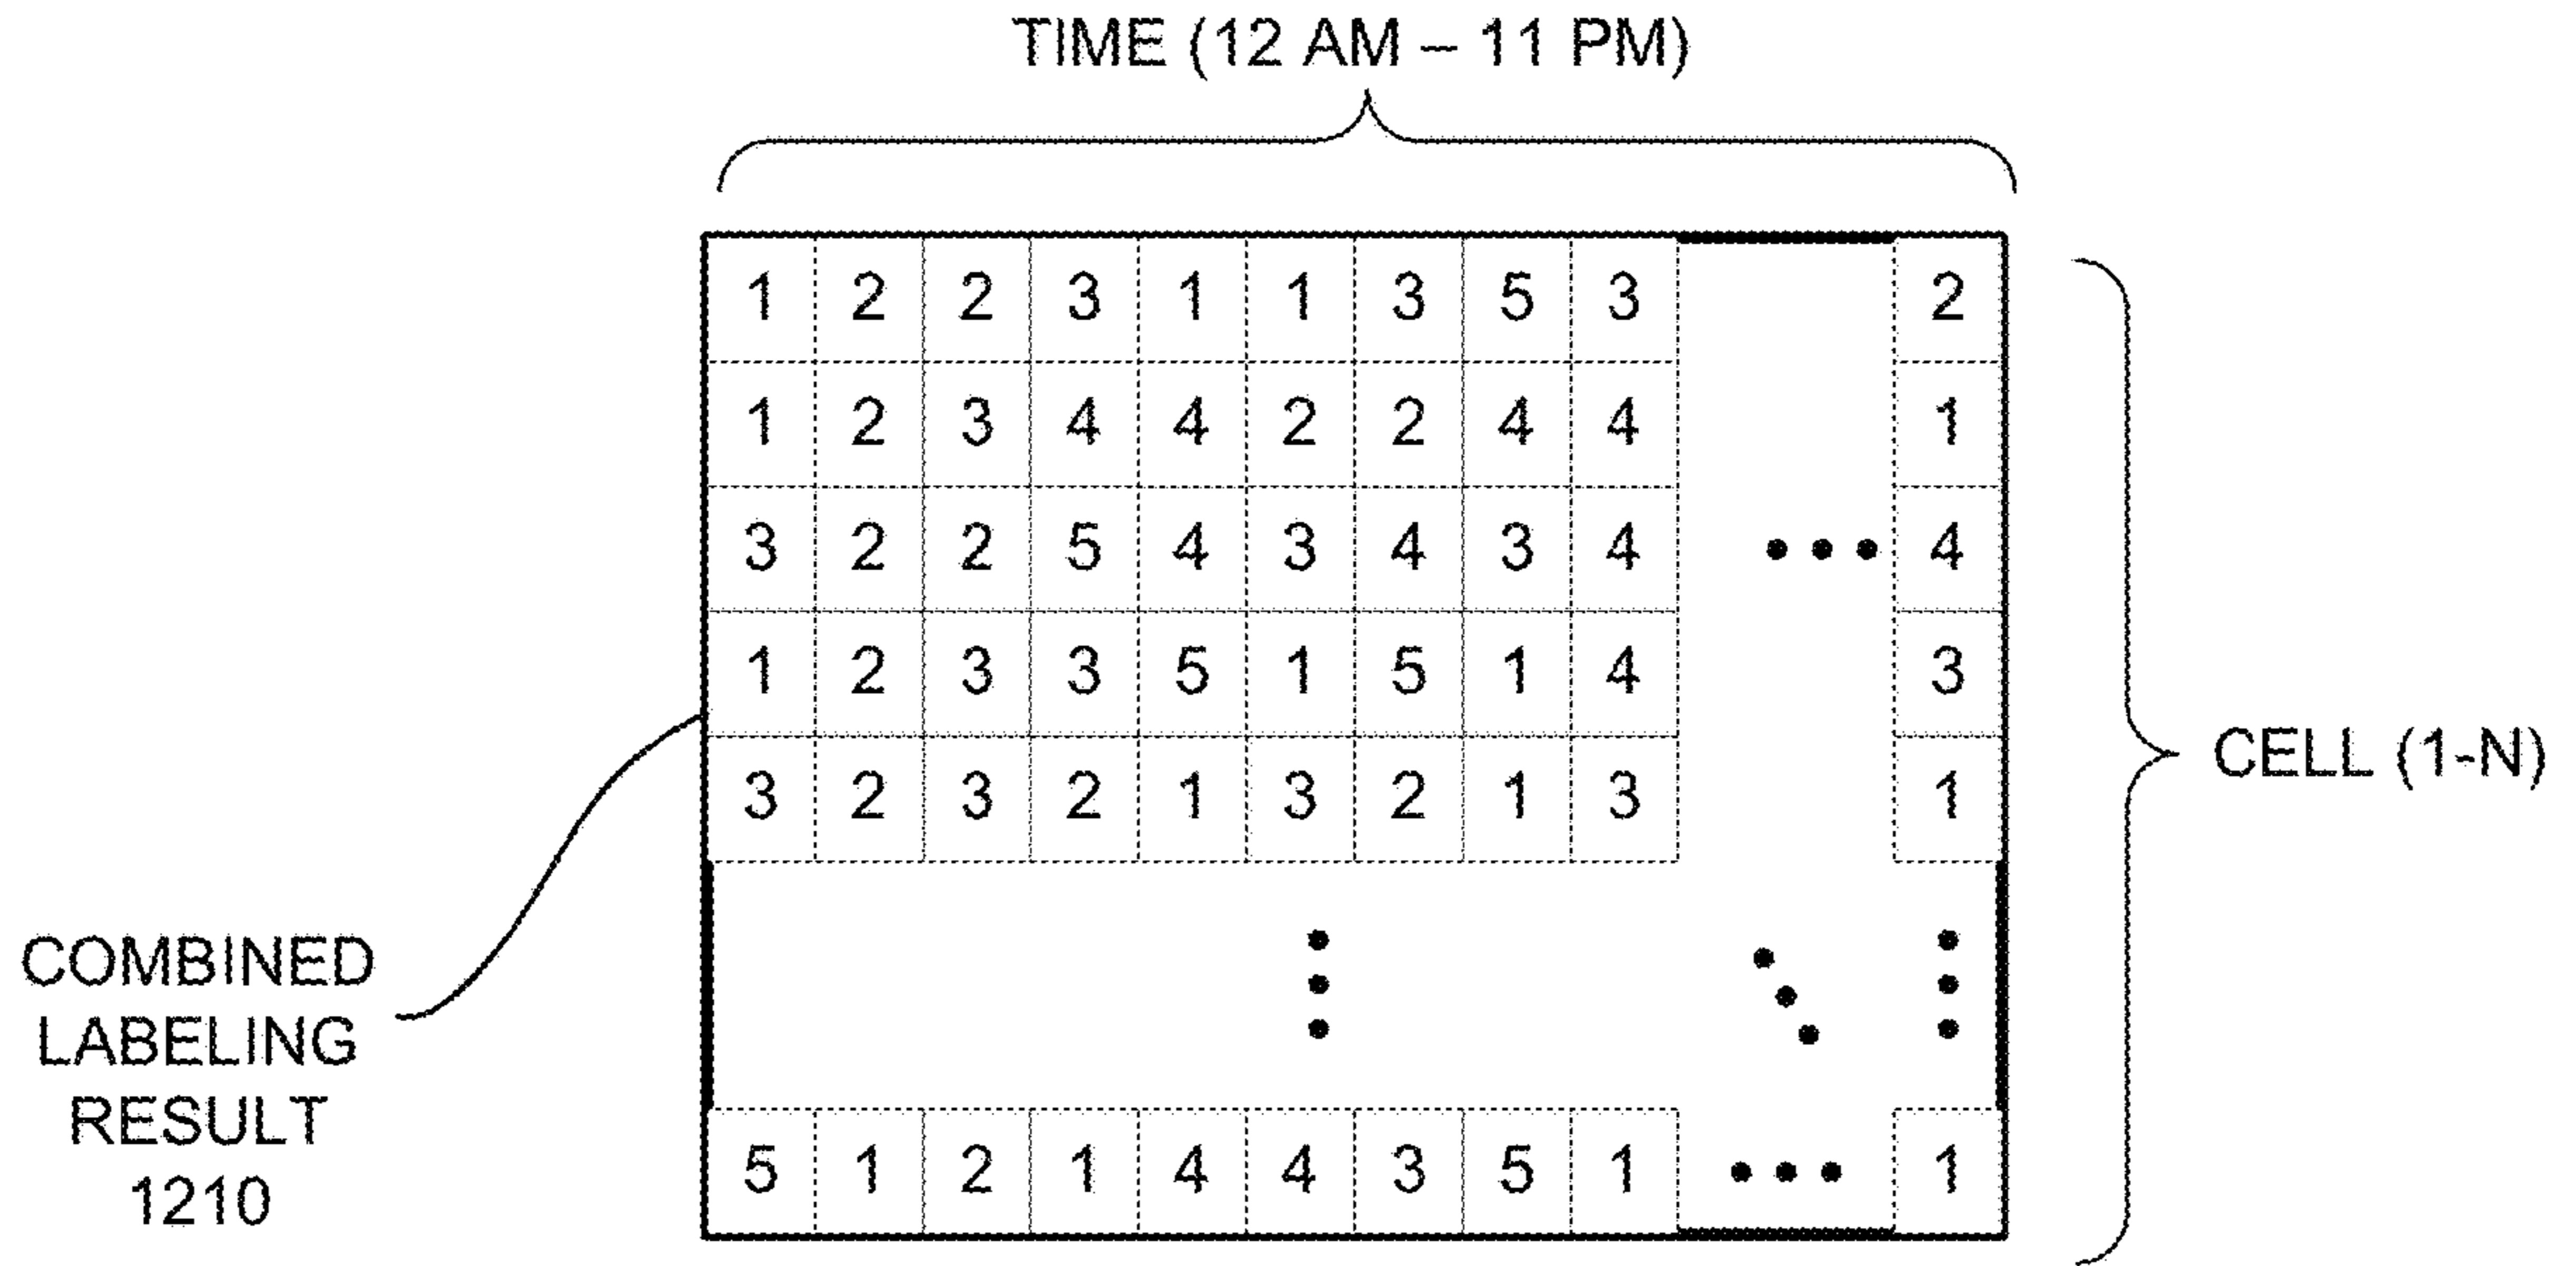 TIME (12 AM – 11 PM)
1 2 2 3 1 1 3 5 3 2
1 2 3 4 4 2 2 4 4 1
3 2 2 5 4 3 4 3 4 ••• 4
1 2 3 3 5 1 5 1 4 3
3 2 3 2 1 3 2 1 3 1
5 1 2 1 4 4 3 5 1 ••• 1
CELL (1-N)
COMBINED
LABELING
RESULT
1210